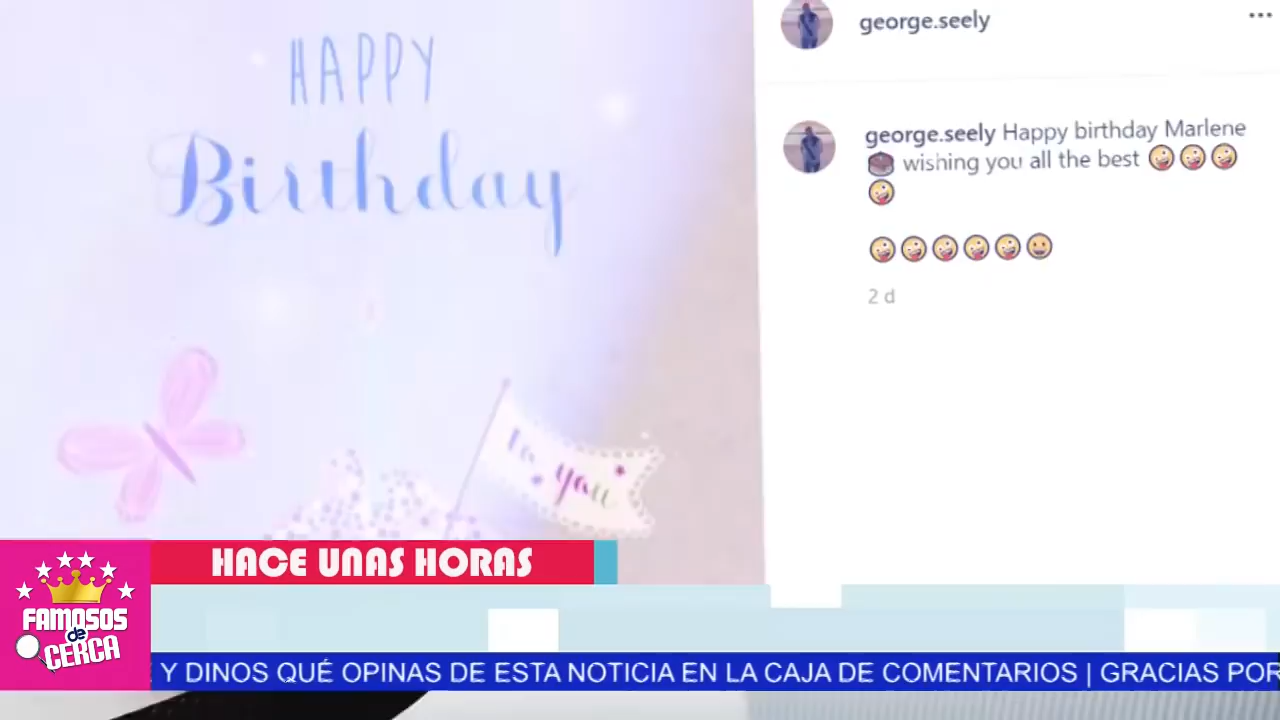 HAPPY
Birthday
to you
george.seely
george.seely Happy birthday Marlene
🎂 wishing you all the best 🤪🤪🤪
🤪
🤪🤪🤪🤪🤪😀
2 d
HACE UNAS HORAS
FAMOSOS
de
CERCA
Y DINOS QUÉ OPINAS DE ESTA NOTICIA EN LA CAJA DE COMENTARIOS | GRACIAS POR